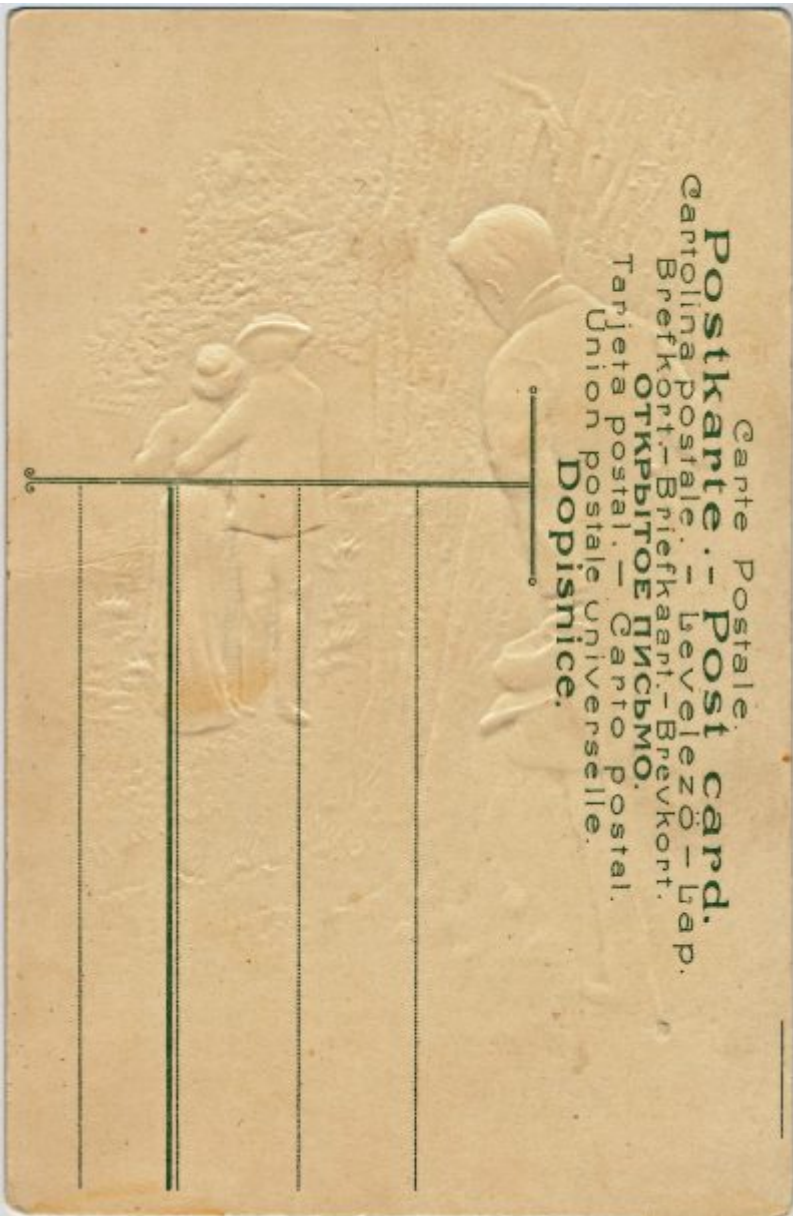 Carte Postale.
Postkarte. – Post card.
Cartolina postale. – Levelezö – Lap.
Brefkort. – Briefkaart. – Brevkort.
ОТКРЫТОЕ ПИСЬМО.
Tarjeta postal. – Carto postal.
Union postale universelle.
Dopisnice.